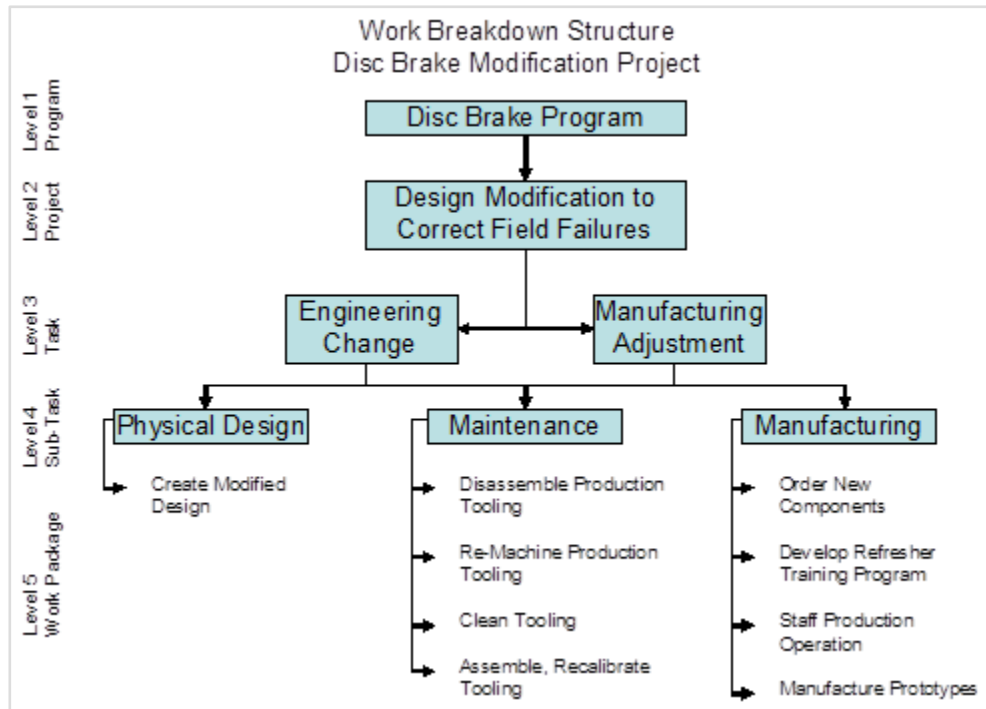 Work Breakdown Structure
Disc Brake Modification Project
Level 1
Program
Disc Brake Program
Level 2
Project
Design Modification to
Correct Field Failures
Level 3
Task
Engineering
Change
Manufacturing
Adjustment
Level 4
Sub-Task
Physical Design
Maintenance
Manufacturing
Level 5
Work Package
Create Modified
Design
Disassemble Production
Tooling
Re-Machine Production
Tooling
Clean Tooling
Assemble, Recalibrate
Tooling
Order New
Components
Develop Refresher
Training Program
Staff Production
Operation
Manufacture Prototypes